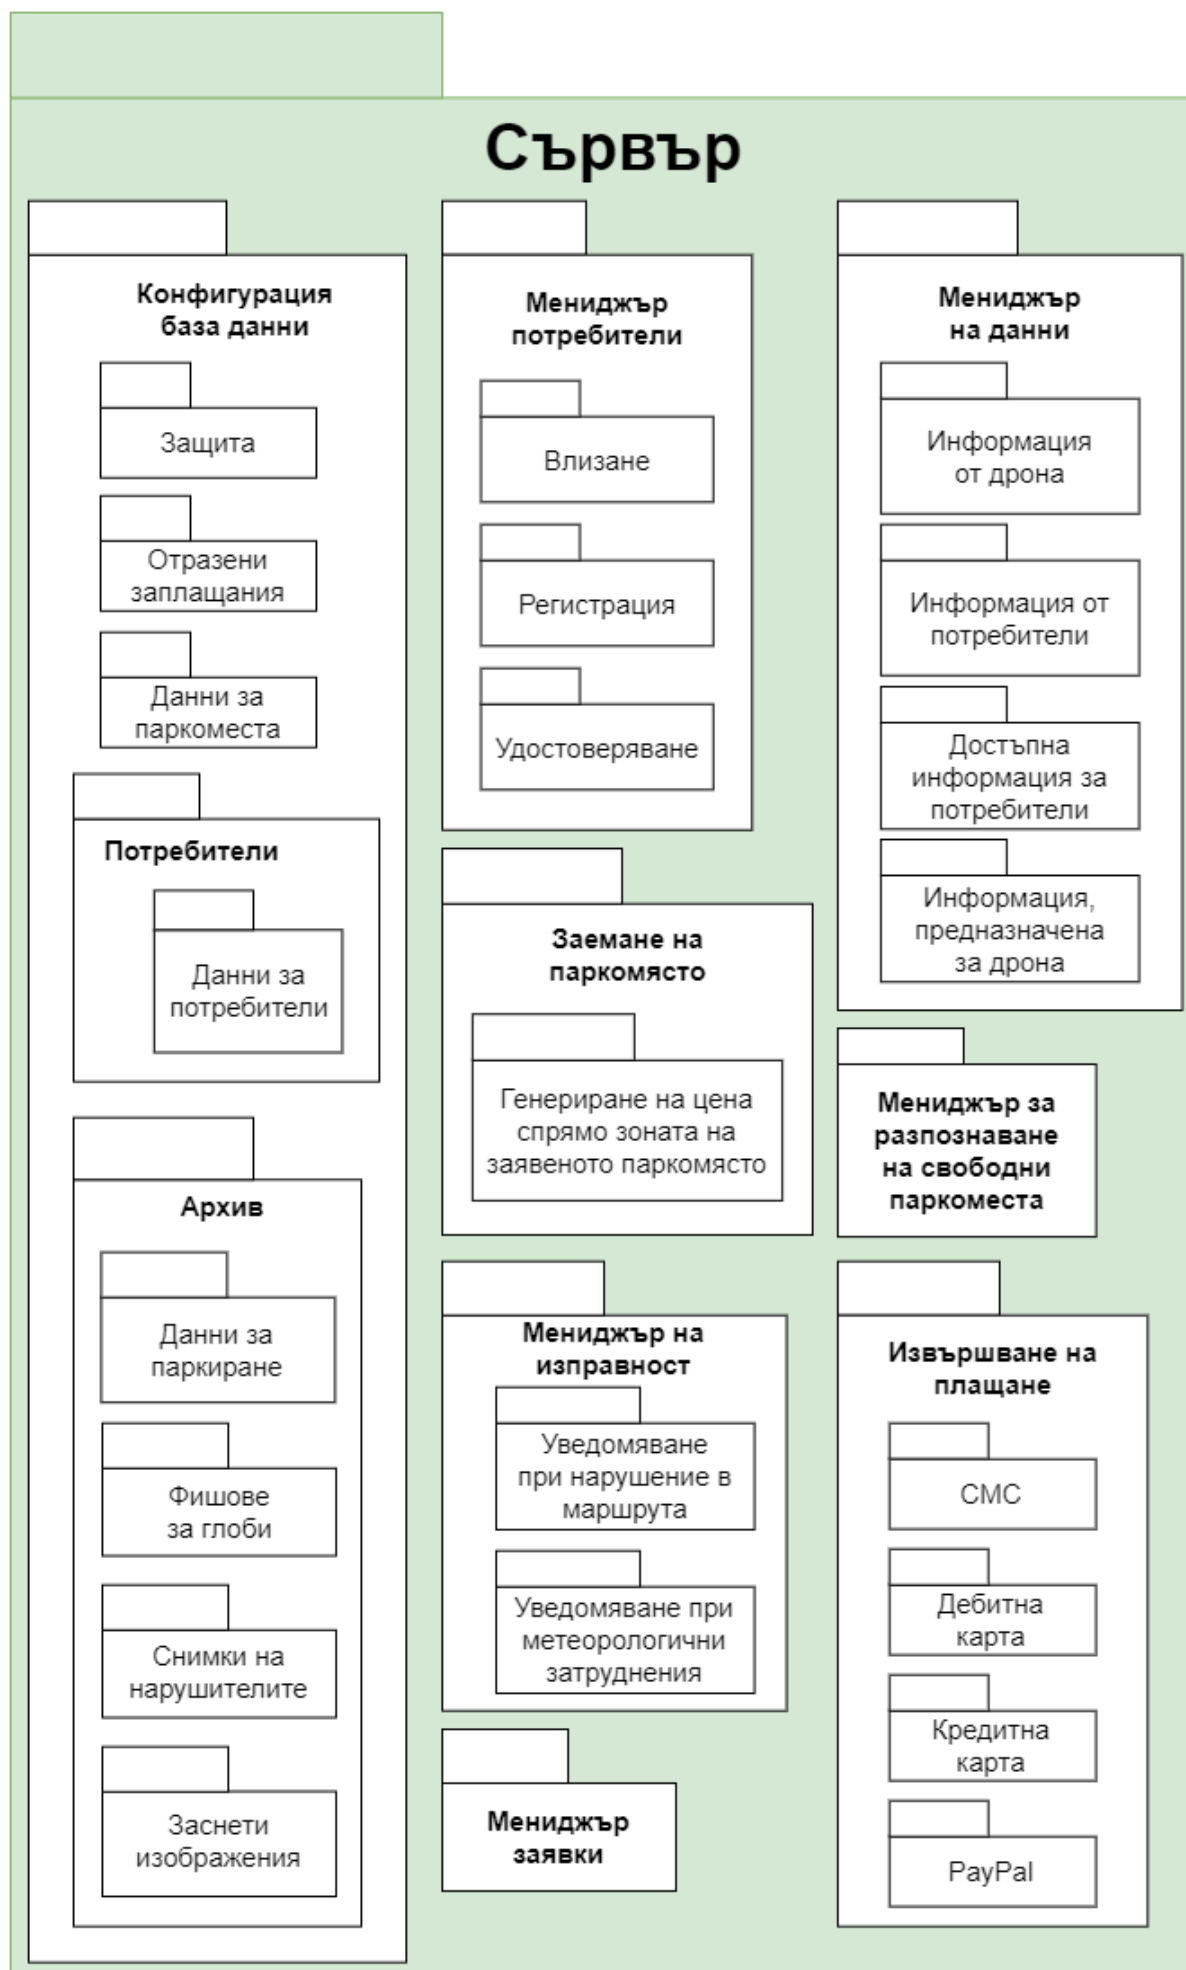 Сървър
Конфигурация
база данни
Защита
Отразени
заплащания
Данни за
паркоместа
Потребители
Данни за
потребители
Архив
Данни за
паркиране
Фишове
за глоби
Снимки на
нарушителите
Заснети
изображения
Мениджър
потребители
Влизане
Регистрация
Удостоверяване
Заемане на
паркомясто
Генериране на цена
спрямо зоната на
заявеното паркомясто
Мениджър на
изправност
Уведомяване
при нарушение в
маршрута
Уведомяване при
метеорологични
затруднения
Мениджър
заявки
Мениджър
на данни
Информация
от дрона
Информация от
потребители
Достъпна
информация за
потребители
Информация,
предназначена
за дрона
Мениджър за
разпознаване
на свободни
паркоместа
Извършване на
плащане
СМС
Дебитна
карта
Кредитна
карта
PayPal